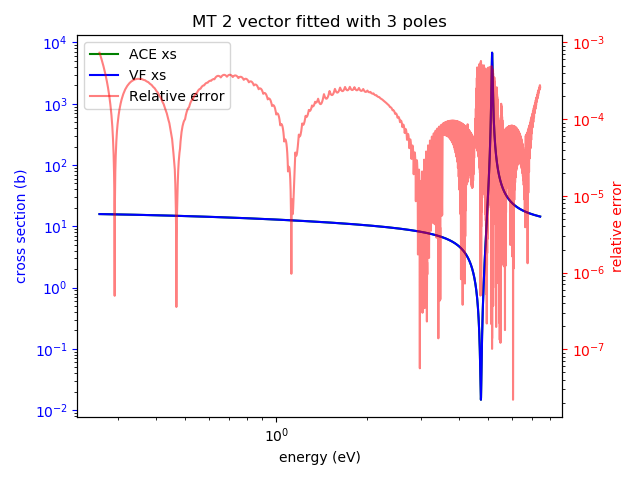 MT 2 vector fitted with 3 poles
ACE xs
VF xs
Relative error
10^4
10^3
10^2
10^1
10^0
10^-1
10^-2
cross section (b)
10^-3
10^-4
10^-5
10^-6
10^-7
relative error
10^0
energy (eV)